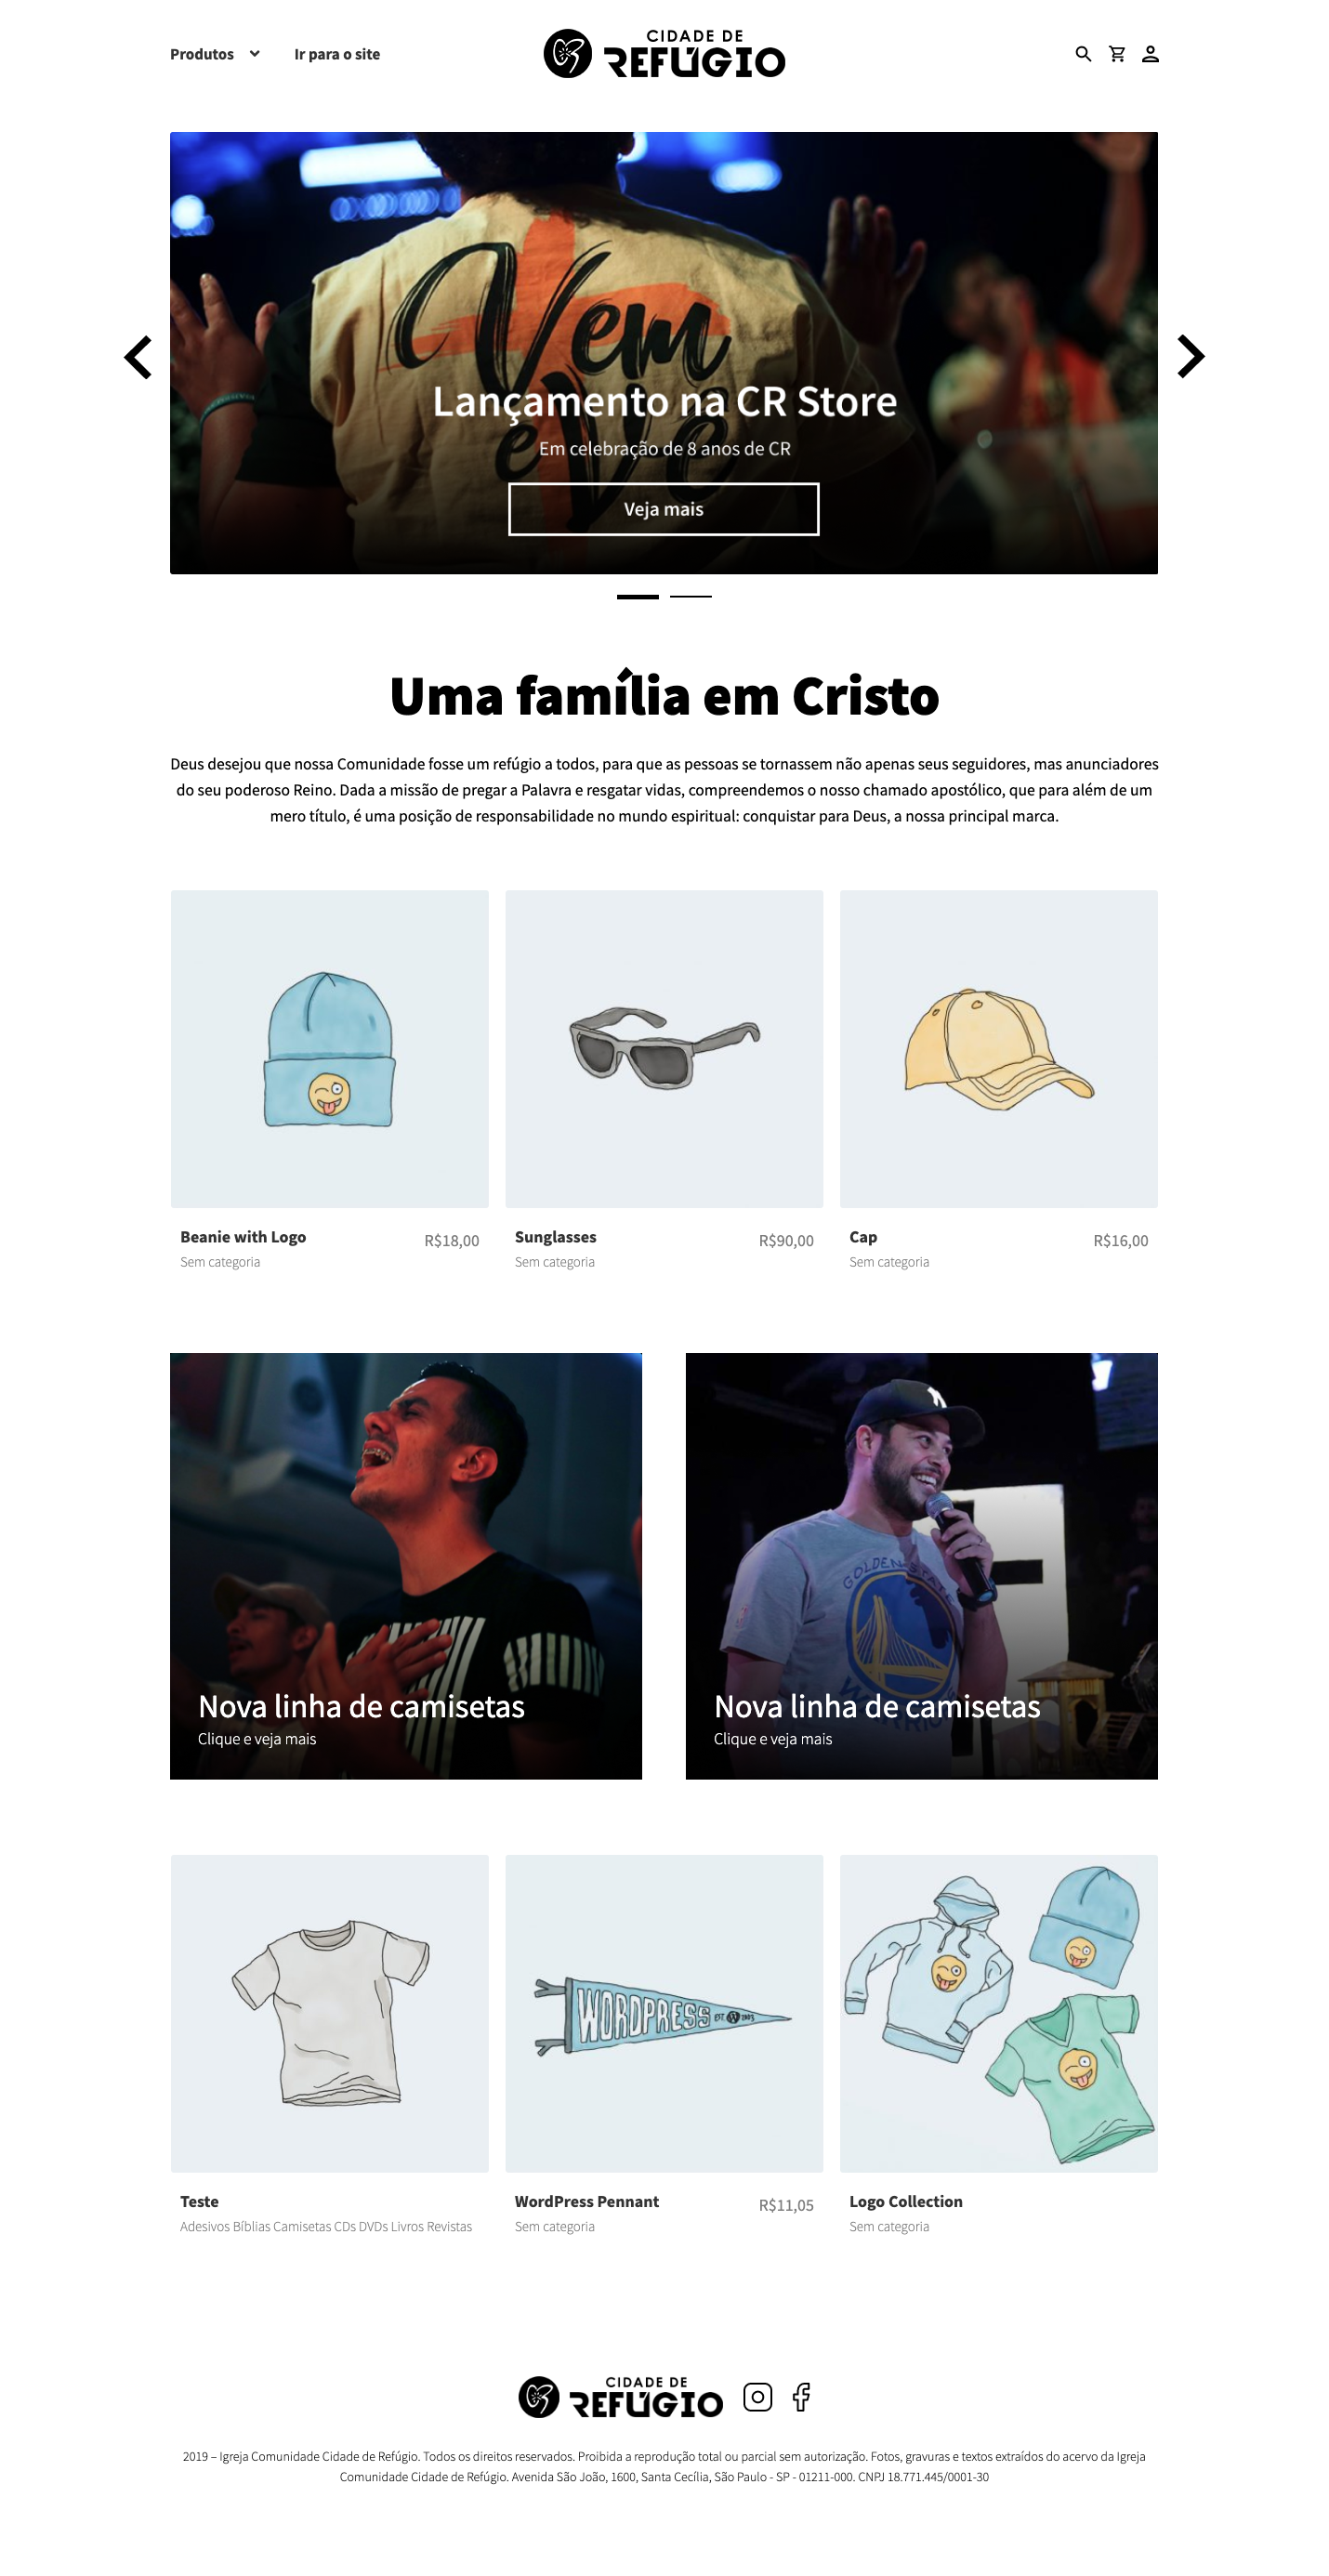 Produtos
Ir para o site
CIDADE DE
REFÚGIO
Vem
e Vê
Lançamento na CR Store
Em celebração de 8 anos de CR
Veja mais
Uma família em Cristo
Deus desejou que nossa Comunidade fosse um refúgio a todos, para que as pessoas se tornassem não apenas seus seguidores, mas anunciadores
do seu poderoso Reino. Dada a missão de pregar a Palavra e resgatar vidas, compreendemos o nosso chamado apostólico, que para além de um
mero título, é uma posição de responsabilidade no mundo espiritual: conquistar para Deus, a nossa principal marca.
Beanie with Logo
R$18,00
Sem categoria
Sunglasses
R$90,00
Sem categoria
Cap
R$16,00
Sem categoria
Nova linha de camisetas
Clique e veja mais
GOLDEN STATE
Nova linha de camisetas
Clique e veja mais
WORDPRESS EST. 2003
Teste
Adesivos Bíblias Camisetas CDs DVDs Livros Revistas
WordPress Pennant
R$11,05
Sem categoria
Logo Collection
Sem categoria
CIDADE DE
REFÚGIO
2019 – Igreja Comunidade Cidade de Refúgio. Todos os direitos reservados. Proibida a reprodução total ou parcial sem autorização. Fotos, gravuras e textos extraídos do acervo da Igreja
Comunidade Cidade de Refúgio. Avenida São João, 1600, Santa Cecília, São Paulo - SP - 01211-000. CNPJ 18.771.445/0001-30